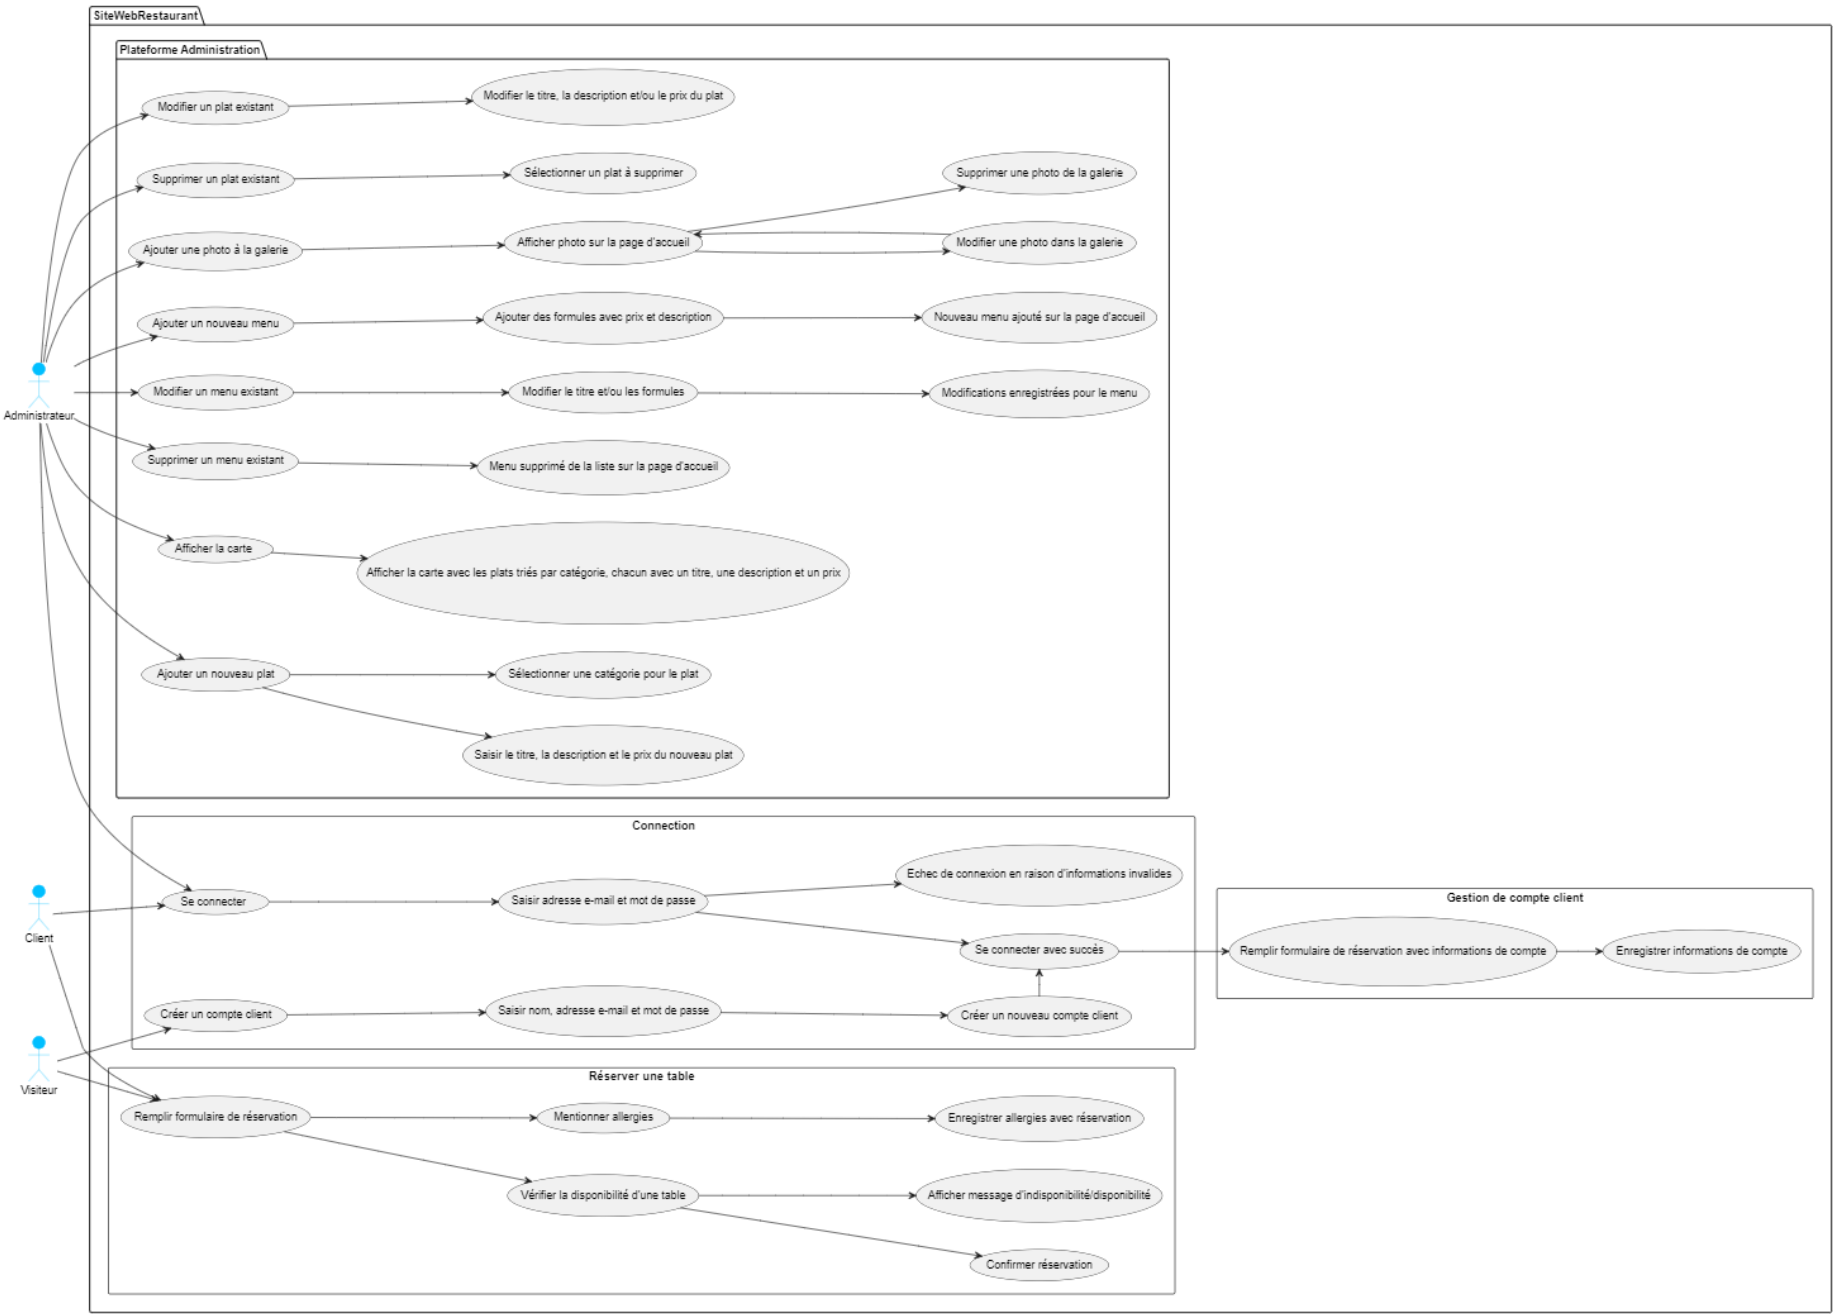 SiteWebRestaurant
Plateforme Administration
Modifier un plat existant
Modifier le titre, la description et/ou le prix du plat
Supprimer un plat existant
Sélectionner un plat à supprimer
Supprimer une photo de la galerie
Ajouter une photo à la galerie
Afficher photo sur la page d'accueil
Modifier une photo dans la galerie
Ajouter un nouveau menu
Ajouter des formules avec prix et description
Nouveau menu ajouté sur la page d'accueil
Modifier un menu existant
Modifier le titre et/ou les formules
Modifications enregistrées pour le menu
Administrateur
Supprimer un menu existant
Menu supprimé de la liste sur la page d'accueil
Afficher la carte
Afficher la carte avec les plats triés par catégorie, chacun avec un titre, une description et un prix
Ajouter un nouveau plat
Sélectionner une catégorie pour le plat
Saisir le titre, la description et le prix du nouveau plat
Connection
Echec de connexion en raison d'informations invalides
Se connecter
Saisir adresse e-mail et mot de passe
Gestion de compte client
Client
Se connecter avec succès
Remplir formulaire de réservation avec informations de compte
Enregistrer informations de compte
Créer un compte client
Saisir nom, adresse e-mail et mot de passe
Créer un nouveau compte client
Visiteur
Réserver une table
Remplir formulaire de réservation
Mentionner allergies
Enregistrer allergies avec réservation
Vérifier la disponibilité d'une table
Afficher message d'indisponibilité/disponibilité
Confirmer réservation